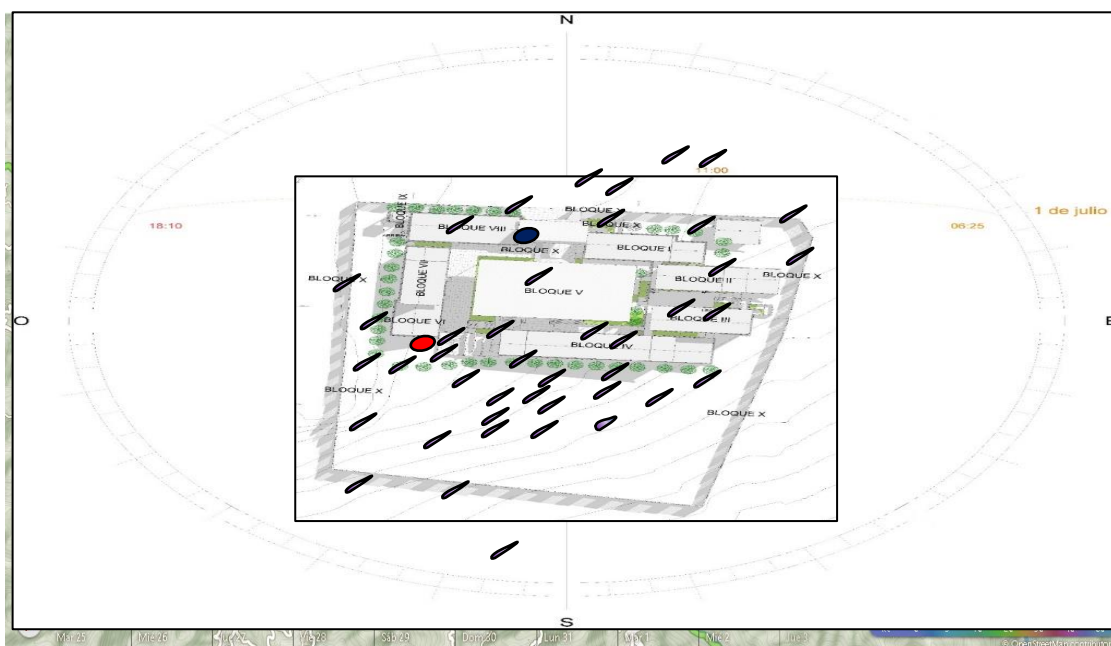 N
11:00
18:10
06:25
1 de julio
BLOQUE IX
BLOQUE X
BLOQUE VIII
BLOQUE X
BLOQUE X
BLOQUE I
BLOQUE VII
BLOQUE X
BLOQUE II
BLOQUE X
BLOQUE V
O
E
BLOQUE VI
BLOQUE III
BLOQUE IV
BLOQUE X
BLOQUE X
S
Mar 25
Mié 26
Jue 27
Vie 28
Sáb 29
Dom 30
Lun 31
Mar 1
Mié 2
Jue 3
© OpenStreetMap contributors